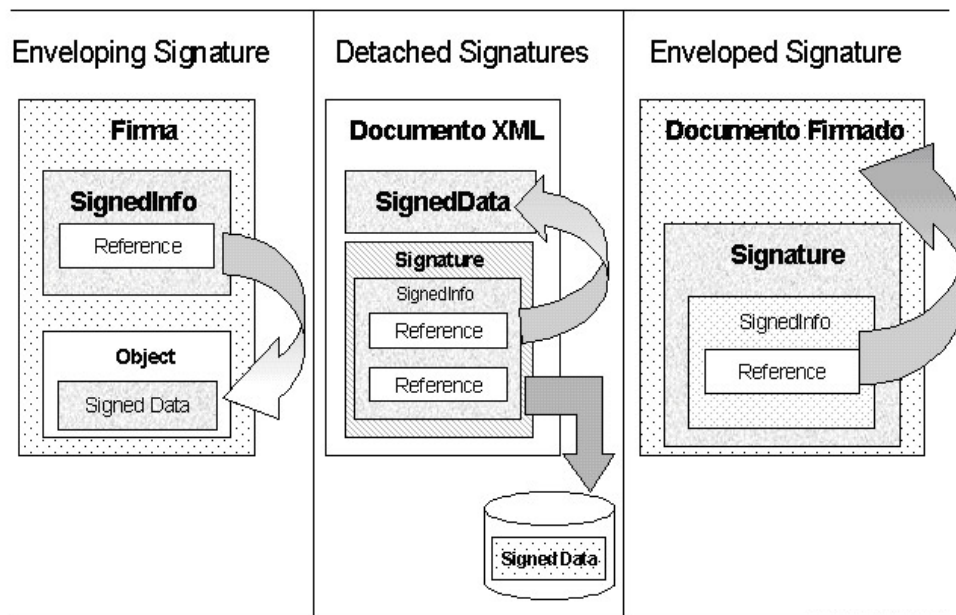 Enveloping Signature
Firma
SignedInfo
Reference
Object
Signed Data
Detached Signatures
Documento XML
SignedData
Signature
SignedInfo
Reference
Reference
Signed Data
Enveloped Signature
Documento Firmado
Signature
SignedInfo
Reference